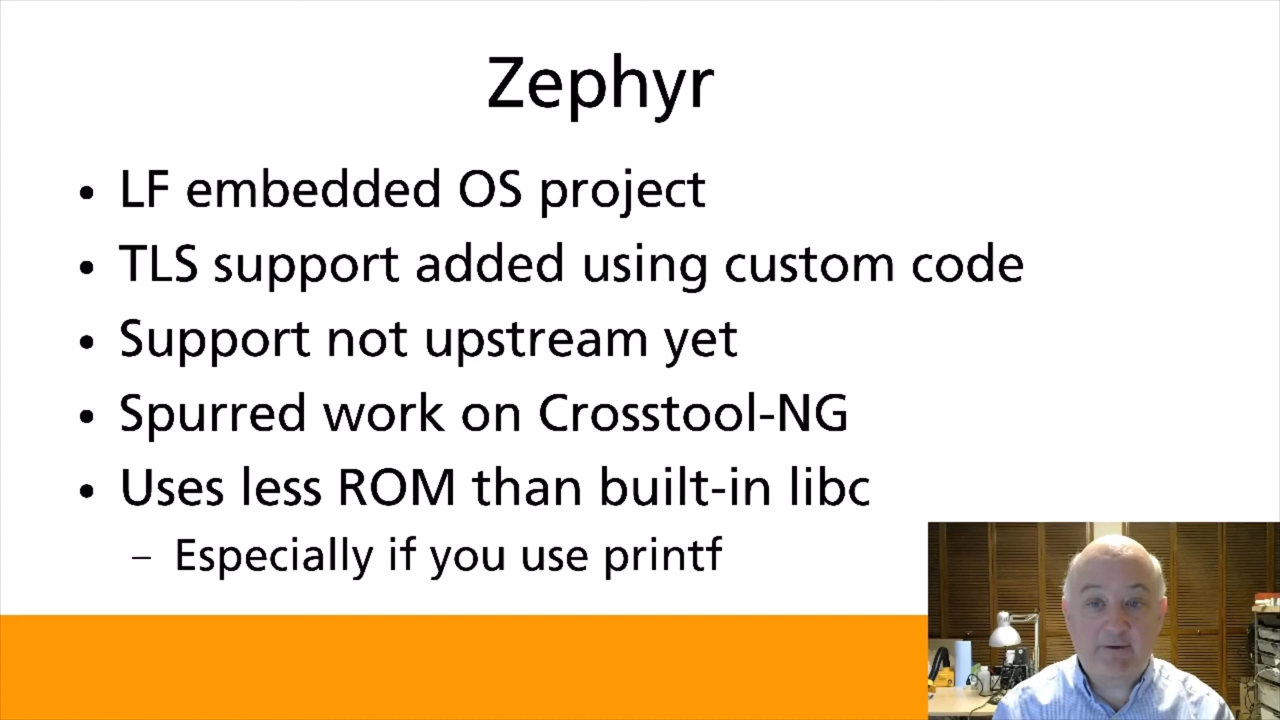 Zephyr
• LF embedded OS project
• TLS support added using custom code
• Support not upstream yet
• Spurred work on Crosstool-NG
• Uses less ROM than built-in libc
– Especially if you use printf